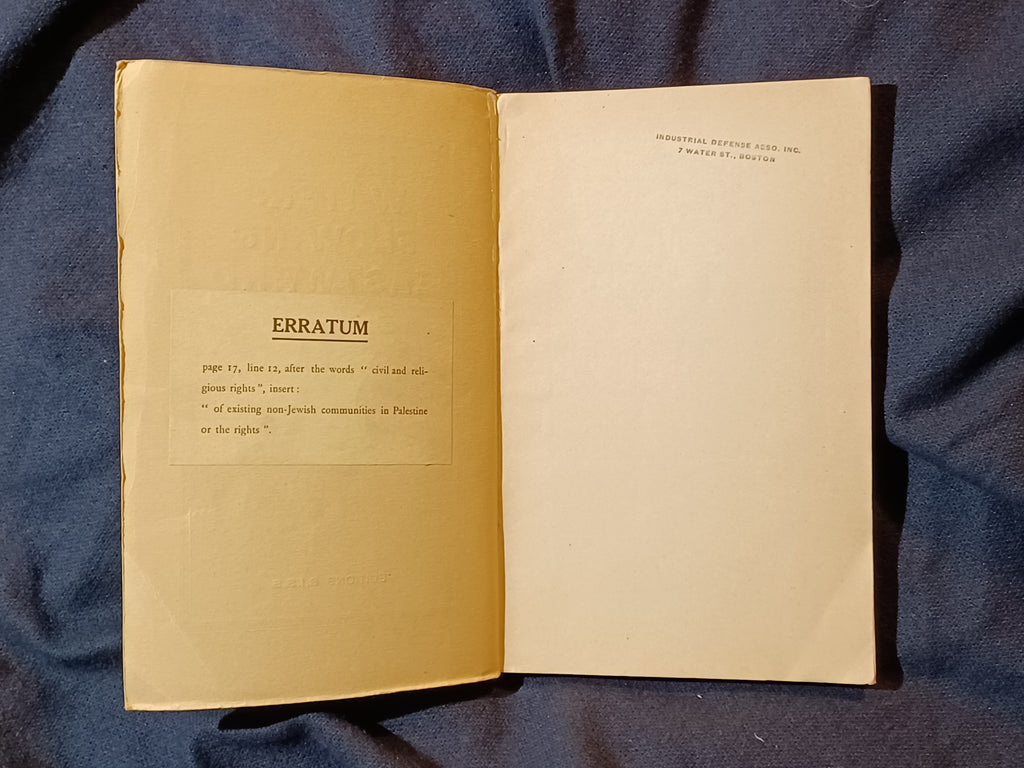 ERRATUM
page 17, line 12, after the words “ civil and reli-
gious rights ”, insert :
“ of existing non-Jewish communities in Palestine
or the rights ”.
INDUSTRIAL DEFENSE ASSO. INC.
7 WATER ST., BOSTON